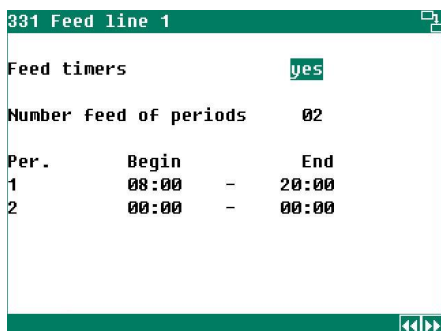 331 Feed line 1
Feed timers yes
Number feed of periods 02
Per. Begin End
1 08:00 - 20:00
2 00:00 - 00:00